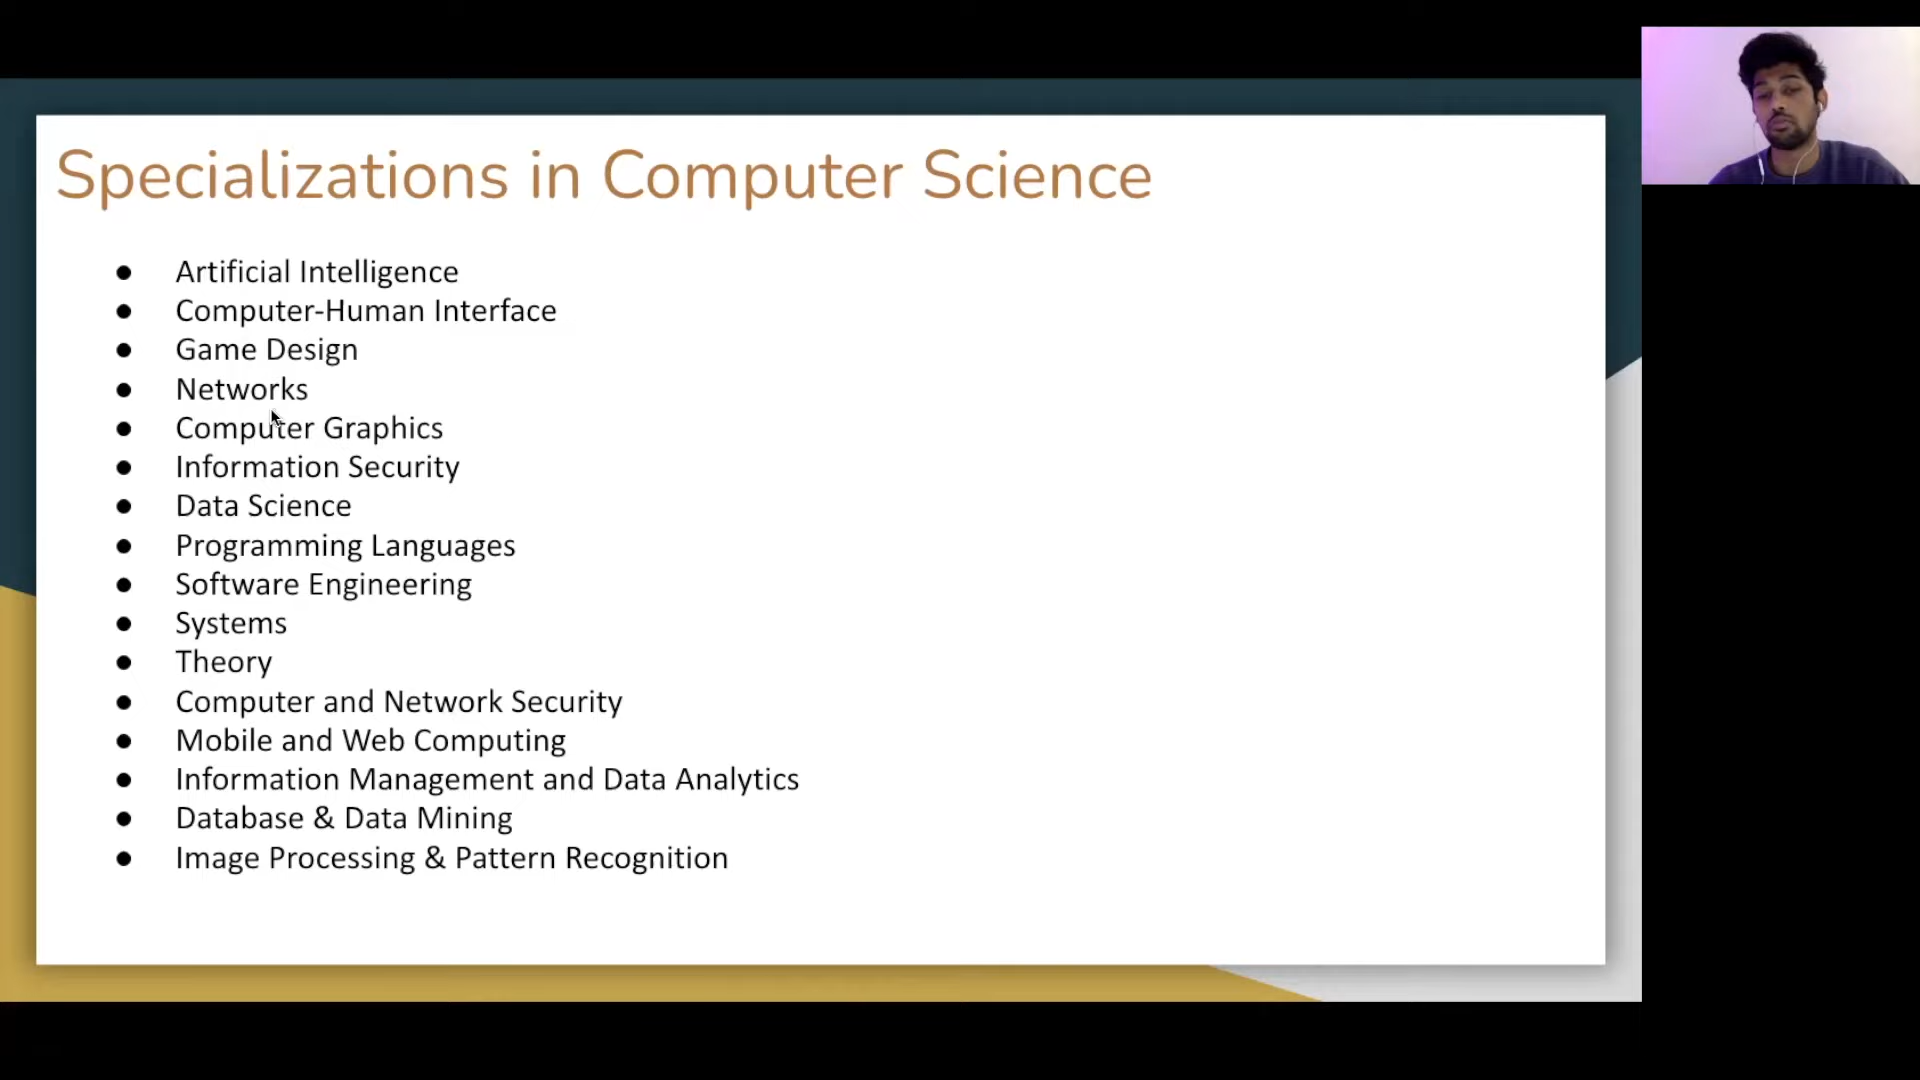 Specializations in Computer Science
● Artificial Intelligence
● Computer-Human Interface
● Game Design
● Networks
● Computer Graphics
● Information Security
● Data Science
● Programming Languages
● Software Engineering
● Systems
● Theory
● Computer and Network Security
● Mobile and Web Computing
● Information Management and Data Analytics
● Database & Data Mining
● Image Processing & Pattern Recognition